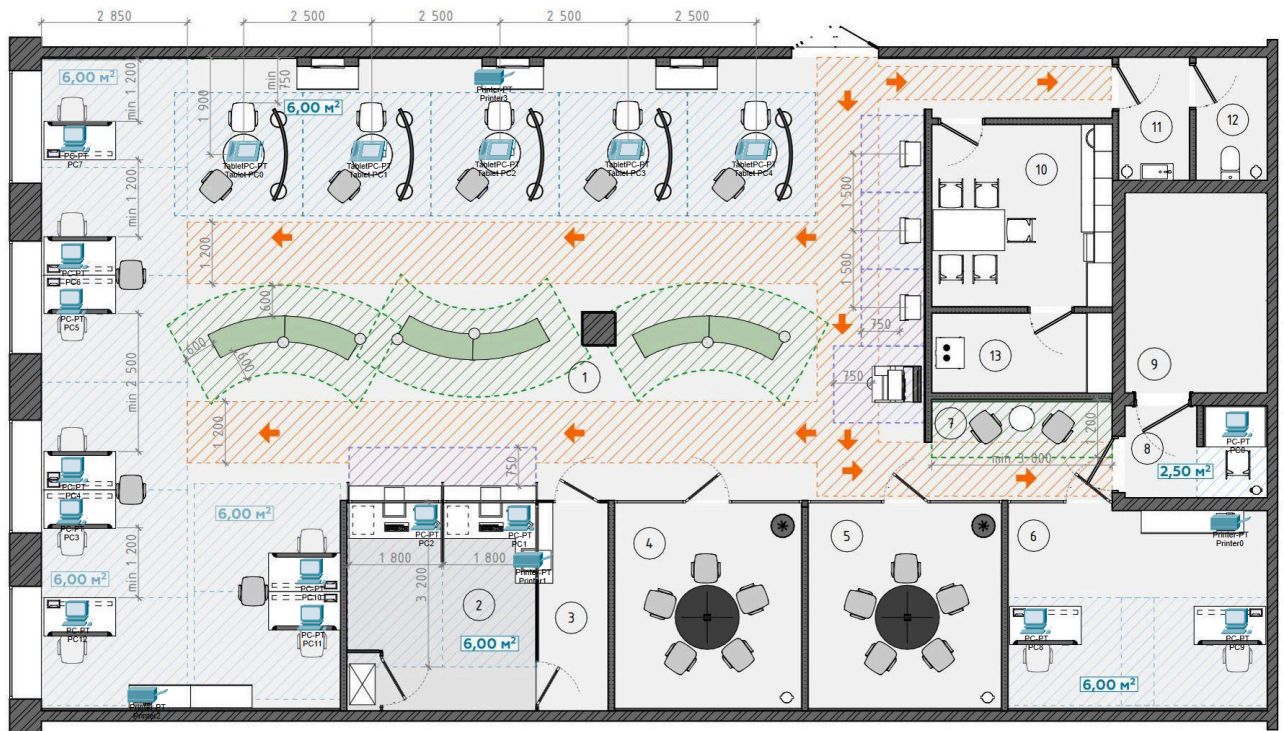 2 850
2 500
2 500
2 500
2 500
6,00 м²
min 1 200
min 750
1 900
6,00 м²
Printer-PT
Printer3
PC-PT
PC7
TabletPC-PT
Tablet PC0
TabletPC-PT
Tablet PC1
TabletPC-PT
Tablet PC2
TabletPC-PT
Tablet PC3
TabletPC-PT
Tablet PC4
11
12
10
1 500
1 500
min 1 200
1 200
PC-PT
PC6
PC-PT
PC5
600
600
600
750
750
13
9
1
min 2 500
1 200
7
1 200
min 3 000
8
PC-PT
PC0
2,50 м²
750
PC-PT
PC4
PC-PT
PC3
6,00 м²
PC-PT
PC2
PC-PT
PC1
4
5
6
Printer-PT
Printer0
1 800
1 800
Printer-PT
Printer1
min 1 200
6,00 м²
PC-PT
PC10
3 200
2
3
PC-PT
PC12
PC-PT
PC11
6,00 м²
PC-PT
PC8
PC-PT
PC9
6,00 м²
Printer-PT
Printer2